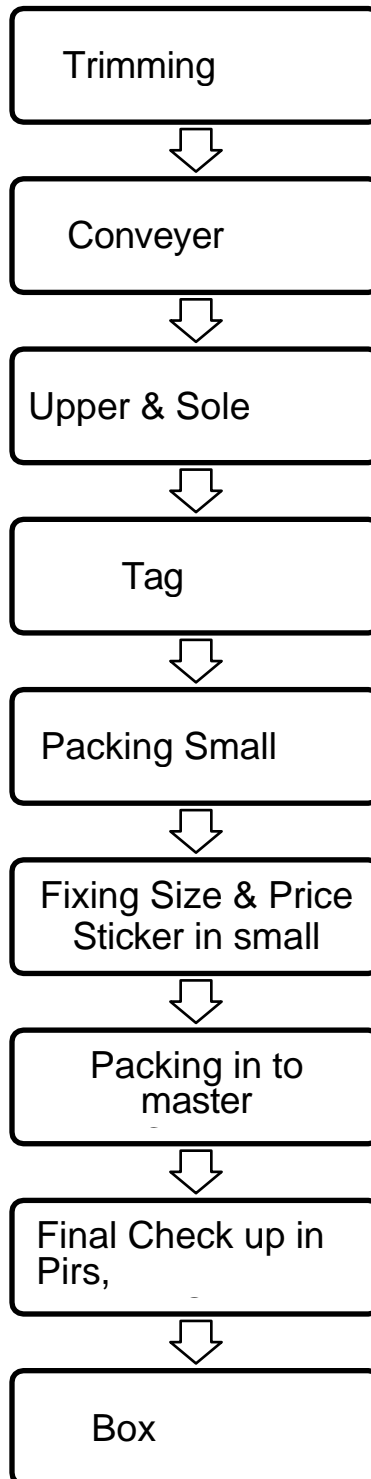 Trimming
Conveyer
Upper & Sole
Tag
Packing Small
Fixing Size & Price
Sticker in small
Packing in to
master
Final Check up in
Pirs,
Box